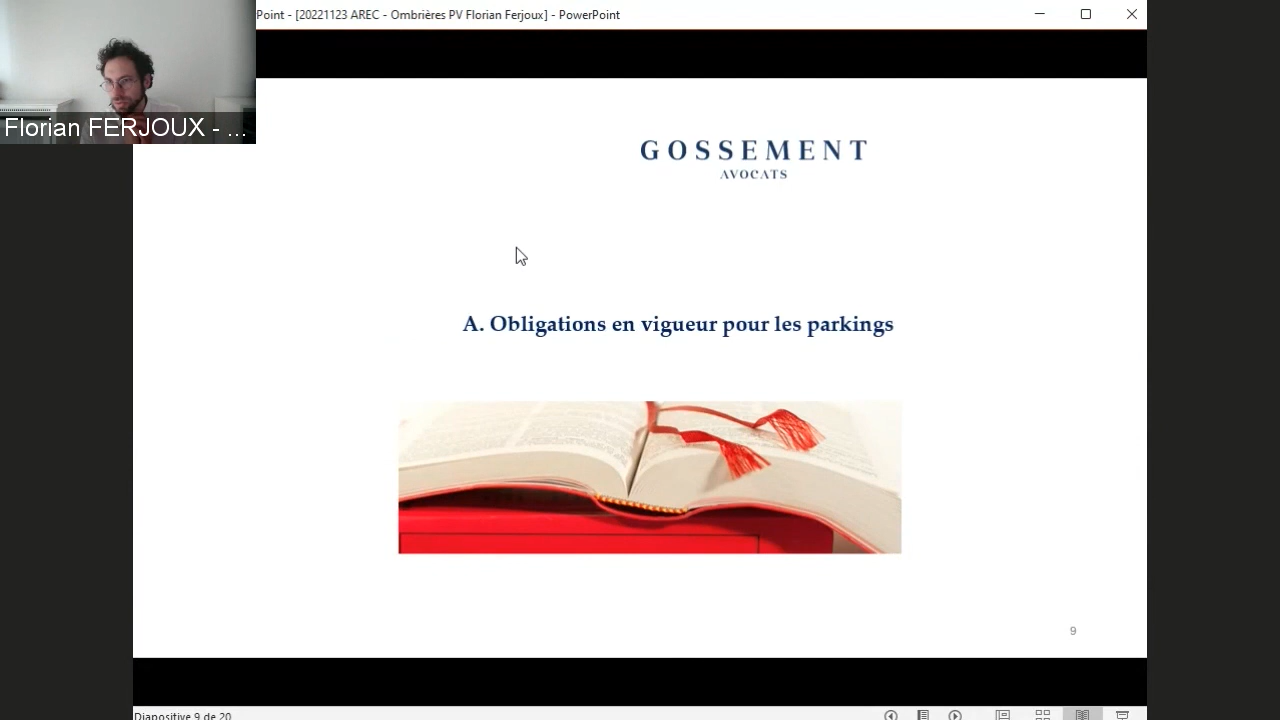 Point - [20221123 AREC - Ombrières PV Florian Ferjoux] - PowerPoint
Florian FERJOUX - ...
GOSSEMENT
AVOCATS
A. Obligations en vigueur pour les parkings
9
Diapositive 9 de 20